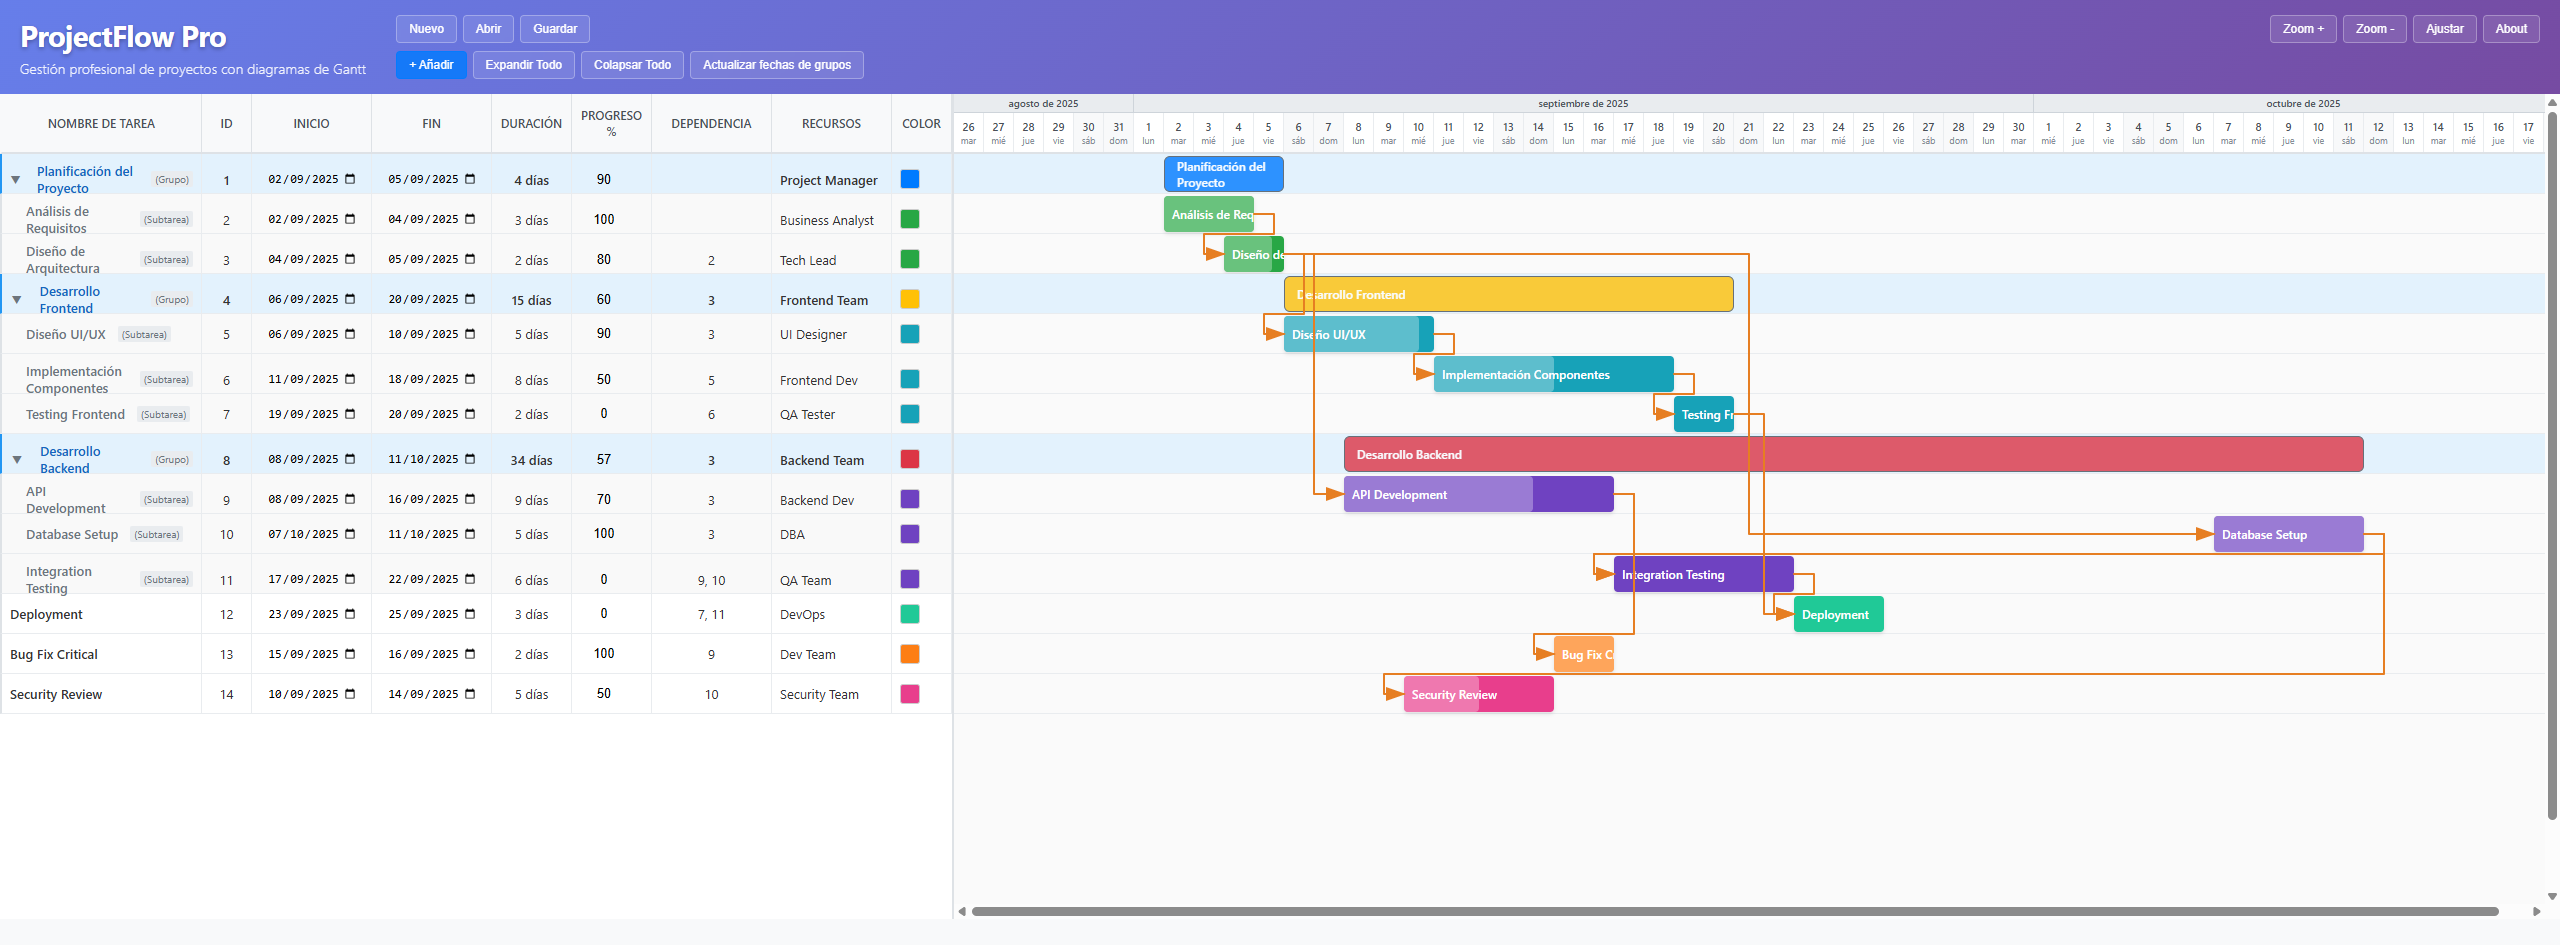 ProjectFlow Pro
Gestión profesional de proyectos con diagramas de Gantt
Nuevo Abrir Guardar
+ Añadir Expandir Todo Colapsar Todo Actualizar fechas de grupos
Zoom + Zoom - Ajustar About
NOMBRE DE TAREA ID INICIO FIN DURACIÓN PROGRESO % DEPENDENCIA RECURSOS COLOR
agosto de 2025 septiembre de 2025 octubre de 2025
26 27 28 29 30 31 1 2 3 4 5 6 7 8 9 10 11 12 13 14 15 16 17 18 19 20 21 22 23 24 25 26 27 28 29 30 1 2 3 4 5 6 7 8 9 10 11 12 13 14 15 16 17
mar mié jue vie sáb dom lun mar mié jue vie sáb dom lun mar mié jue vie sáb dom lun mar mié jue vie sáb dom lun mar mié jue vie sáb dom lun mar mié jue vie sáb dom lun mar mié jue vie sáb dom lun mar mié jue vie
▼ Planificación del Proyecto (Grupo) 1 02/09/2025 05/09/2025 4 días 90 Project Manager
Análisis de Requisitos (Subtarea) 2 02/09/2025 04/09/2025 3 días 100 Business Analyst
Diseño de Arquitectura (Subtarea) 3 04/09/2025 05/09/2025 2 días 80 2 Tech Lead
▼ Desarrollo Frontend (Grupo) 4 06/09/2025 20/09/2025 15 días 60 3 Frontend Team
Diseño UI/UX (Subtarea) 5 06/09/2025 10/09/2025 5 días 90 3 UI Designer
Implementación Componentes (Subtarea) 6 11/09/2025 18/09/2025 8 días 50 5 Frontend Dev
Testing Frontend (Subtarea) 7 19/09/2025 20/09/2025 2 días 0 6 QA Tester
▼ Desarrollo Backend (Grupo) 8 08/09/2025 11/10/2025 34 días 57 3 Backend Team
API Development (Subtarea) 9 08/09/2025 16/09/2025 9 días 70 3 Backend Dev
Database Setup (Subtarea) 10 07/10/2025 11/10/2025 5 días 100 3 DBA
Integration Testing (Subtarea) 11 17/09/2025 22/09/2025 6 días 0 9, 10 QA Team
Deployment 12 23/09/2025 25/09/2025 3 días 0 7, 11 DevOps
Bug Fix Critical 13 15/09/2025 16/09/2025 2 días 100 9 Dev Team
Security Review 14 10/09/2025 14/09/2025 5 días 50 10 Security Team
Planificación del
Proyecto
Análisis de Req
Diseño de
Desarrollo Frontend
Diseño UI/UX
Implementación Componentes
Testing Fr
Desarrollo Backend
API Development
Database Setup
Integration Testing
Deployment
Bug Fix C
Security Review